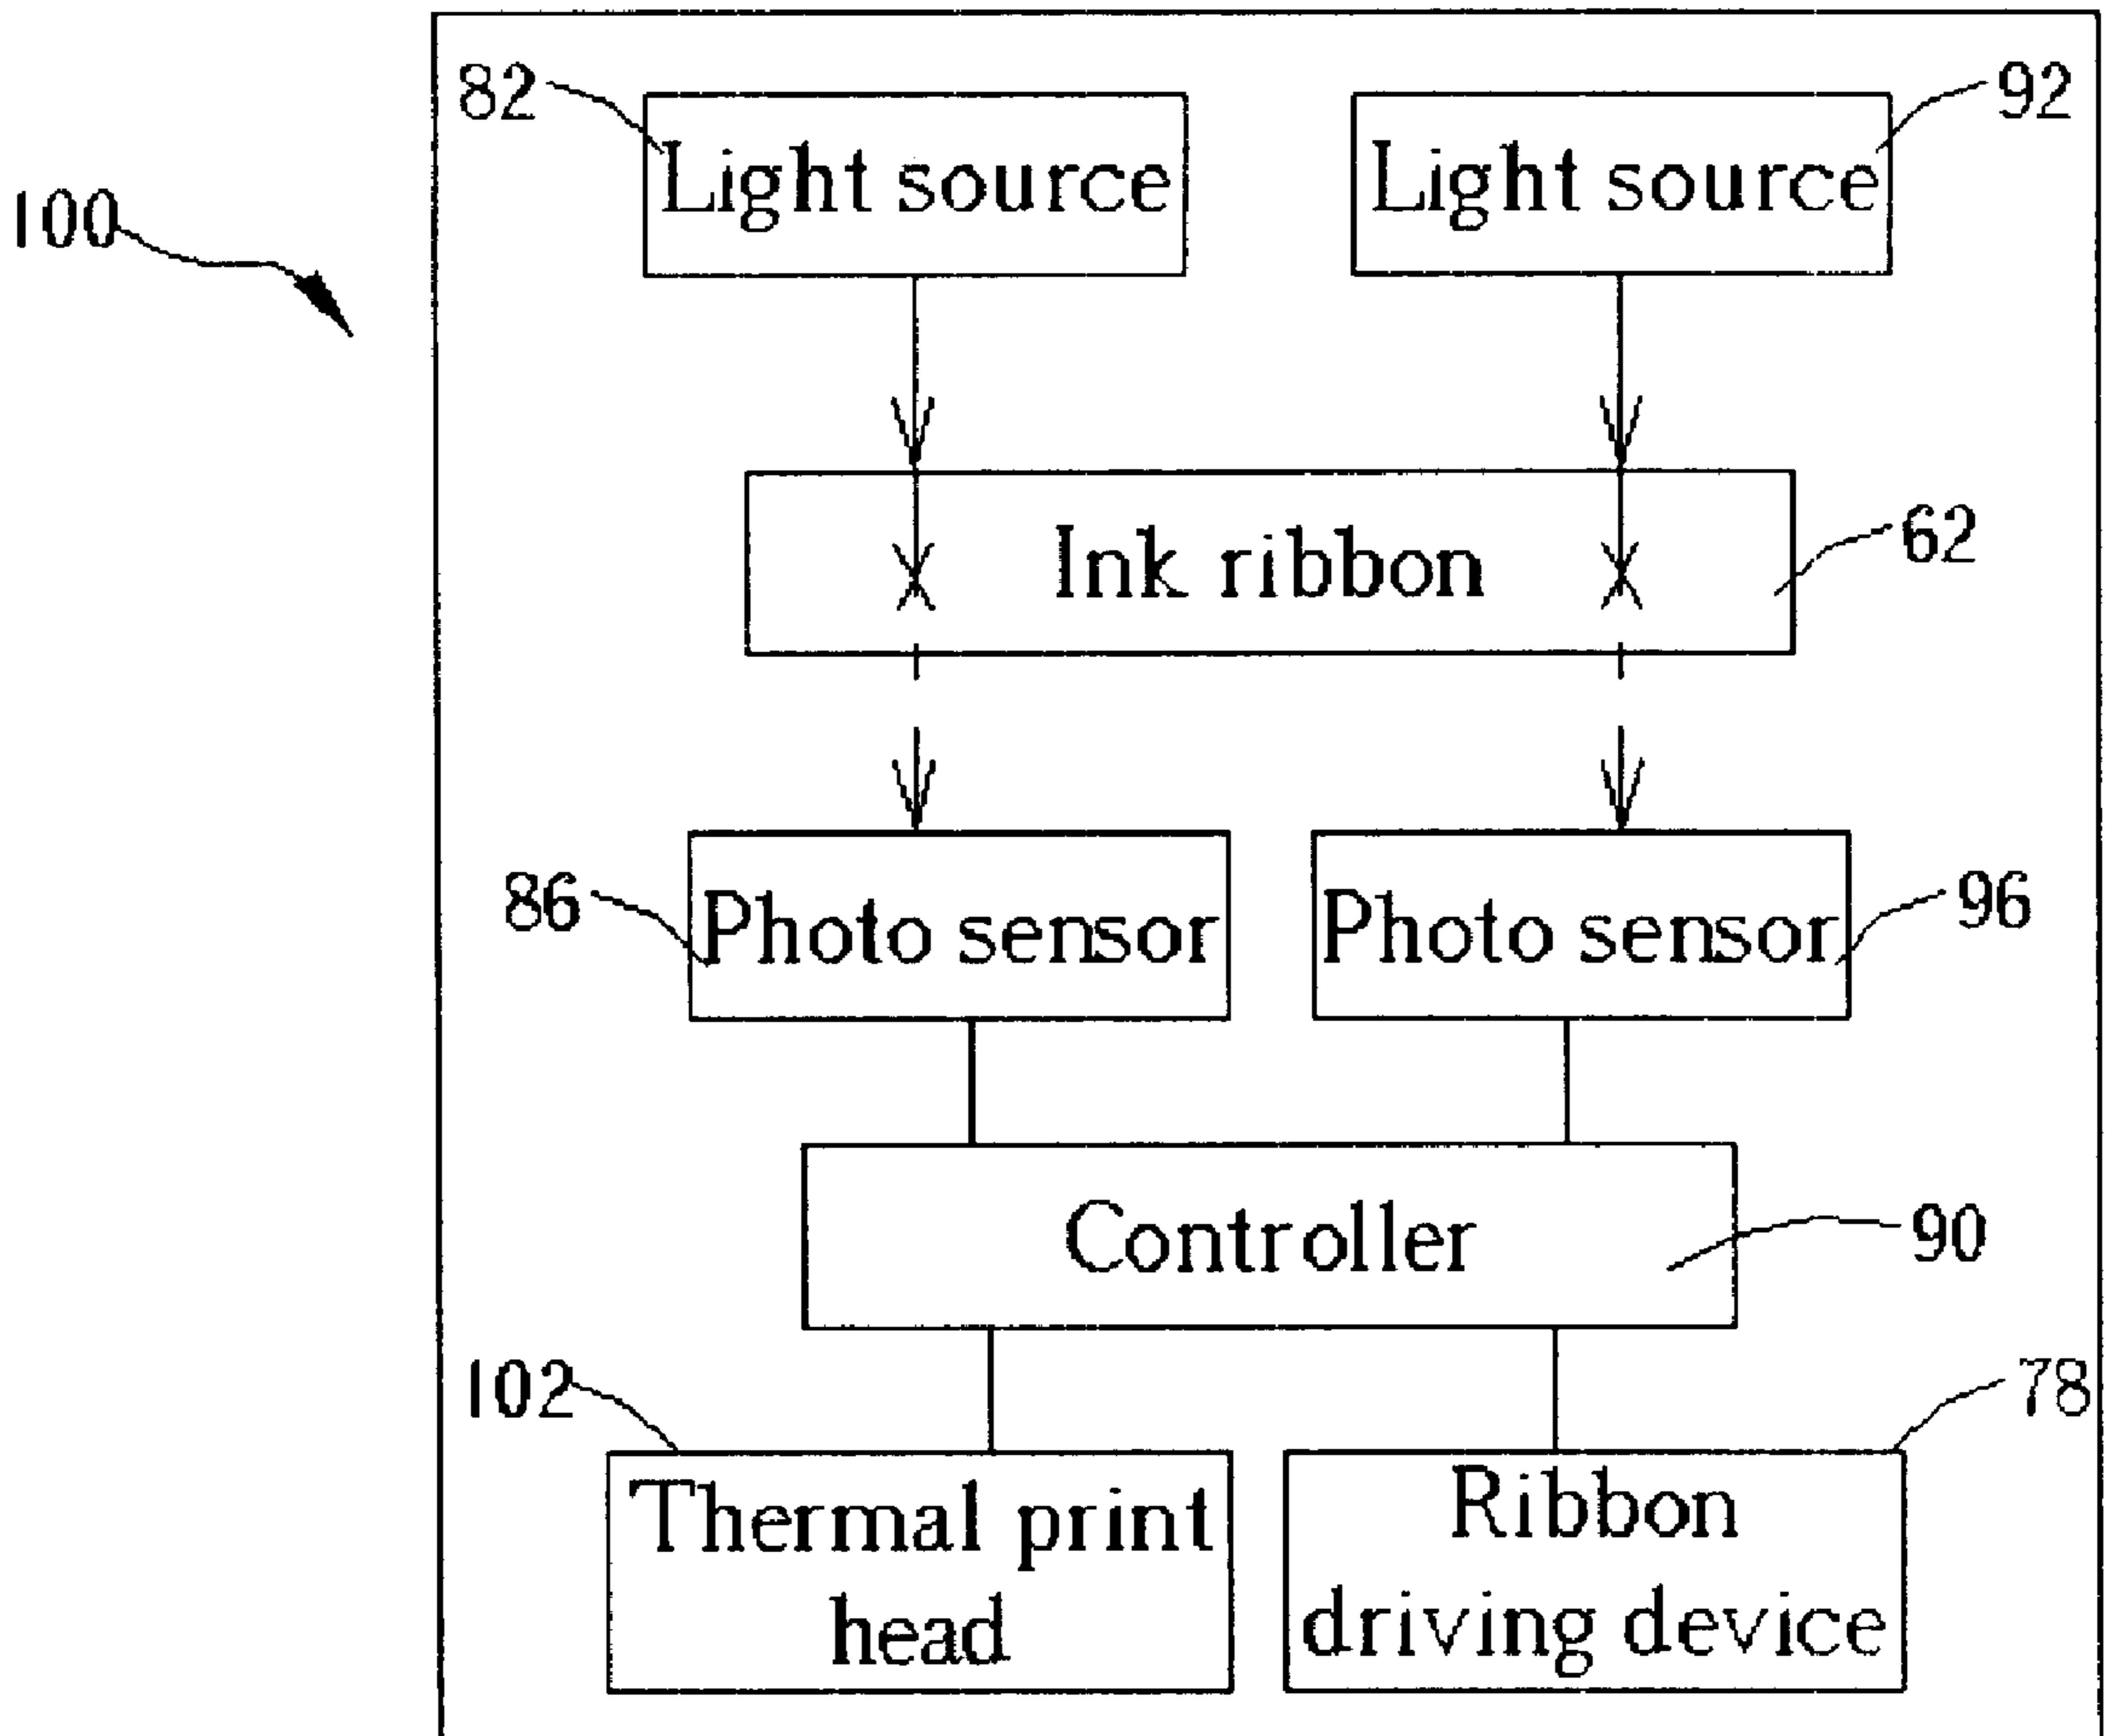 82
Light source
Light source
92
100
Ink ribbon
62
86
Photo sensor
Photo sensor
96
Controller
90
102
Thermal print
head
78
Ribbon
driving device